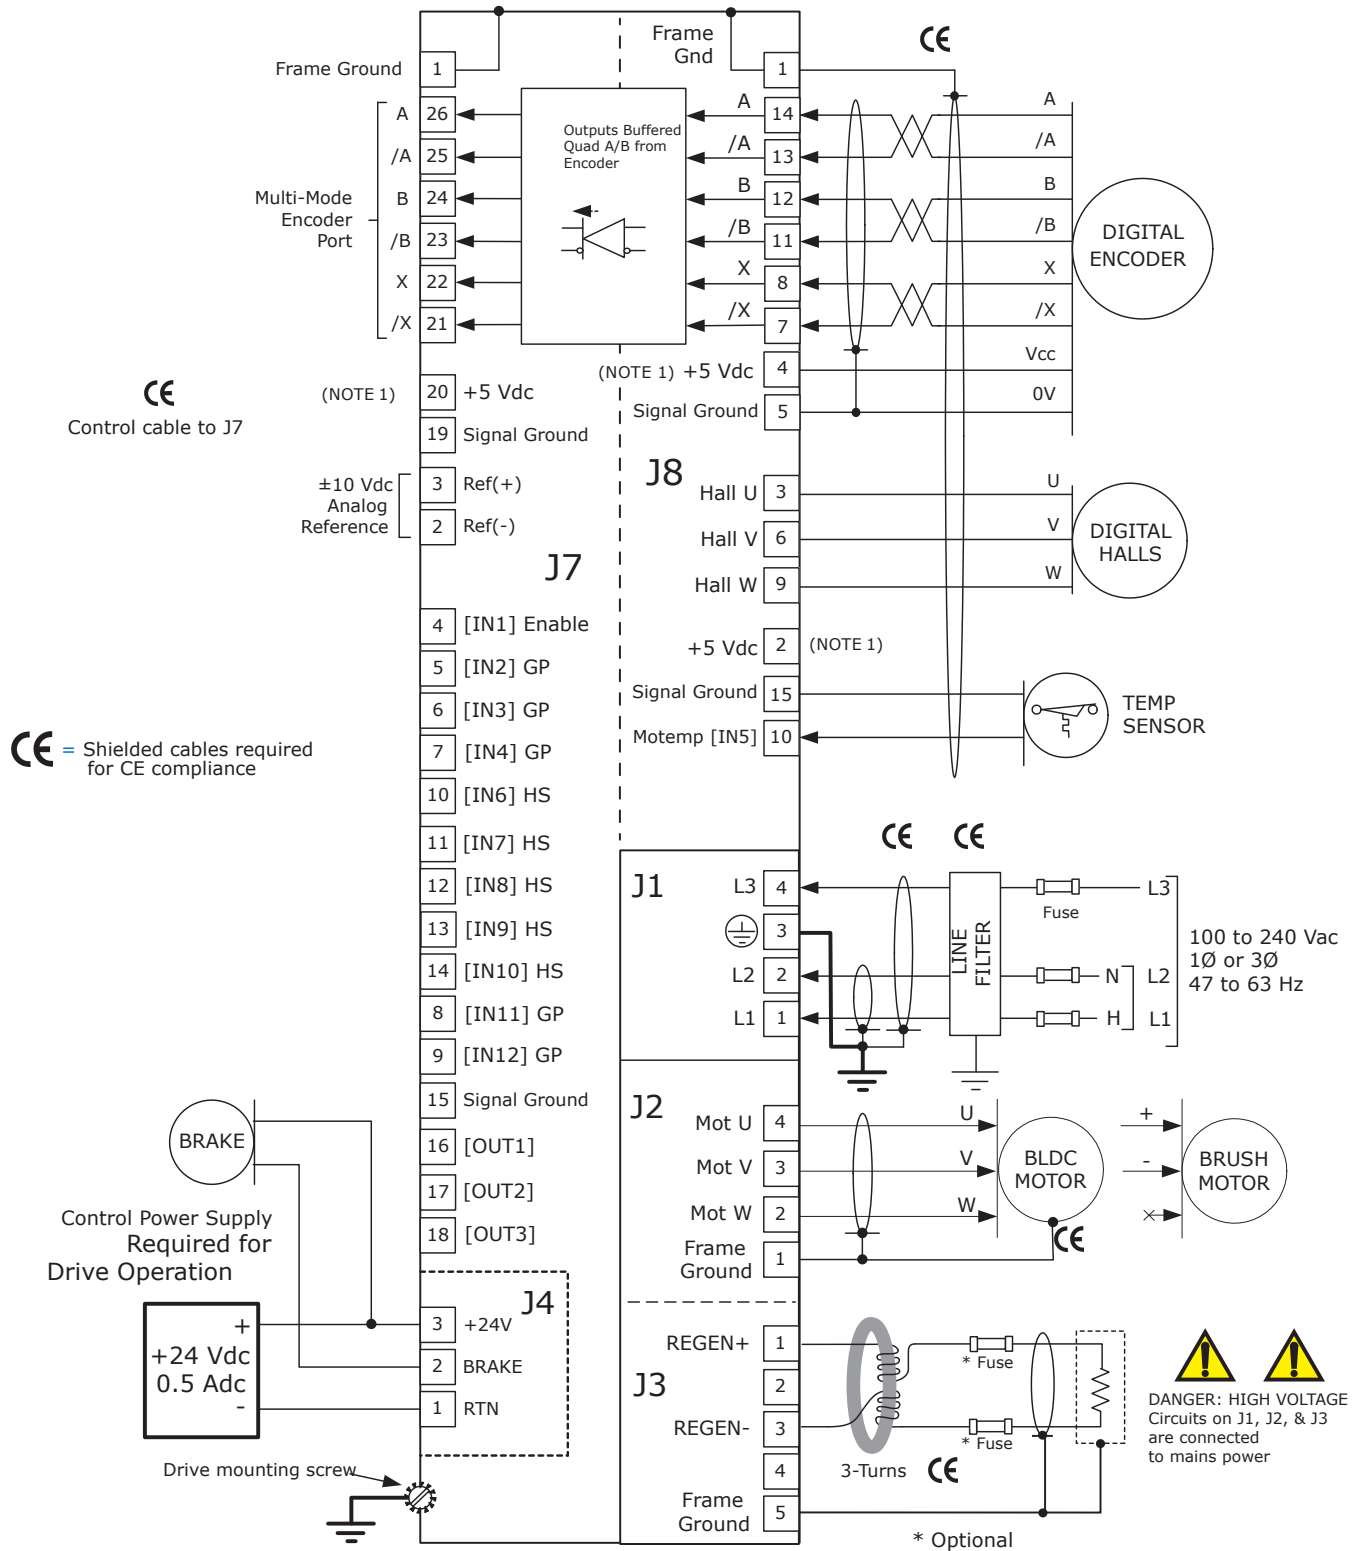 Frame Ground 1
Frame
Gnd 1
CE
A 26
/A 25
B 24
/B 23
X 22
/X 21
Multi-Mode
Encoder
Port
Outputs Buffered
Quad A/B from
Encoder
A 14 A
/A 13 /A
B 12 B
/B 11 /B
X 8 X
/X 7 /X
DIGITAL
ENCODER
(NOTE 1) +5 Vdc 4 Vcc
Signal Ground 5 0V
CE
Control cable to J7
(NOTE 1) 20 +5 Vdc
19 Signal Ground
±10 Vdc
Analog
Reference
3 Ref(+)
2 Ref(-)
J7
J8
Hall U 3 U
Hall V 6 V
Hall W 9 W
DIGITAL
HALLS
+5 Vdc 2 (NOTE 1)
Signal Ground 15
Motemp [IN5] 10
TEMP
SENSOR
4 [IN1] Enable
5 [IN2] GP
6 [IN3] GP
7 [IN4] GP
10 [IN6] HS
11 [IN7] HS
12 [IN8] HS
13 [IN9] HS
14 [IN10] HS
8 [IN11] GP
9 [IN12] GP
15 Signal Ground
16 [OUT1]
17 [OUT2]
18 [OUT3]
CE = Shielded cables required
for CE compliance
CE CE
J1
L3 4
3
L2 2
L1 1
LINE
FILTER
Fuse
L3
N L2
H L1
100 to 240 Vac
1Ø or 3Ø
47 to 63 Hz
J2
Mot U 4 U
Mot V 3 V
Mot W 2 W
Frame
Ground 1
BLDC
MOTOR
CE
+
-
×
BRUSH
MOTOR
BRAKE
Control Power Supply
Required for
Drive Operation
+
+24 Vdc
0.5 Adc
-
J4
3 +24V
2 BRAKE
1 RTN
Drive mounting screw
J3
REGEN+ 1
2
REGEN- 3
4
Frame
Ground 5
* Fuse
* Fuse
3-Turns CE
* Optional
DANGER: HIGH VOLTAGE
Circuits on J1, J2, & J3
are connected
to mains power